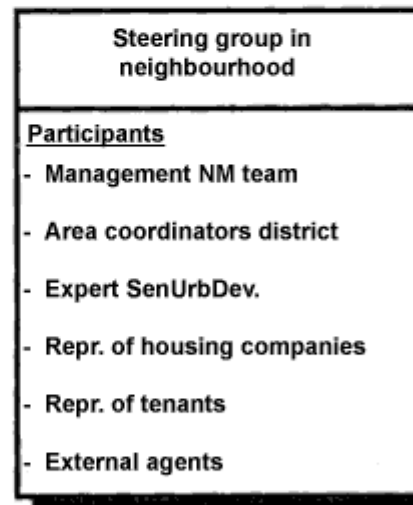 Steering group in
neighbourhood
Participants
- Management NM team
- Area coordinators district
- Expert SenUrbDev.
- Repr. of housing companies
- Repr. of tenants
- External agents